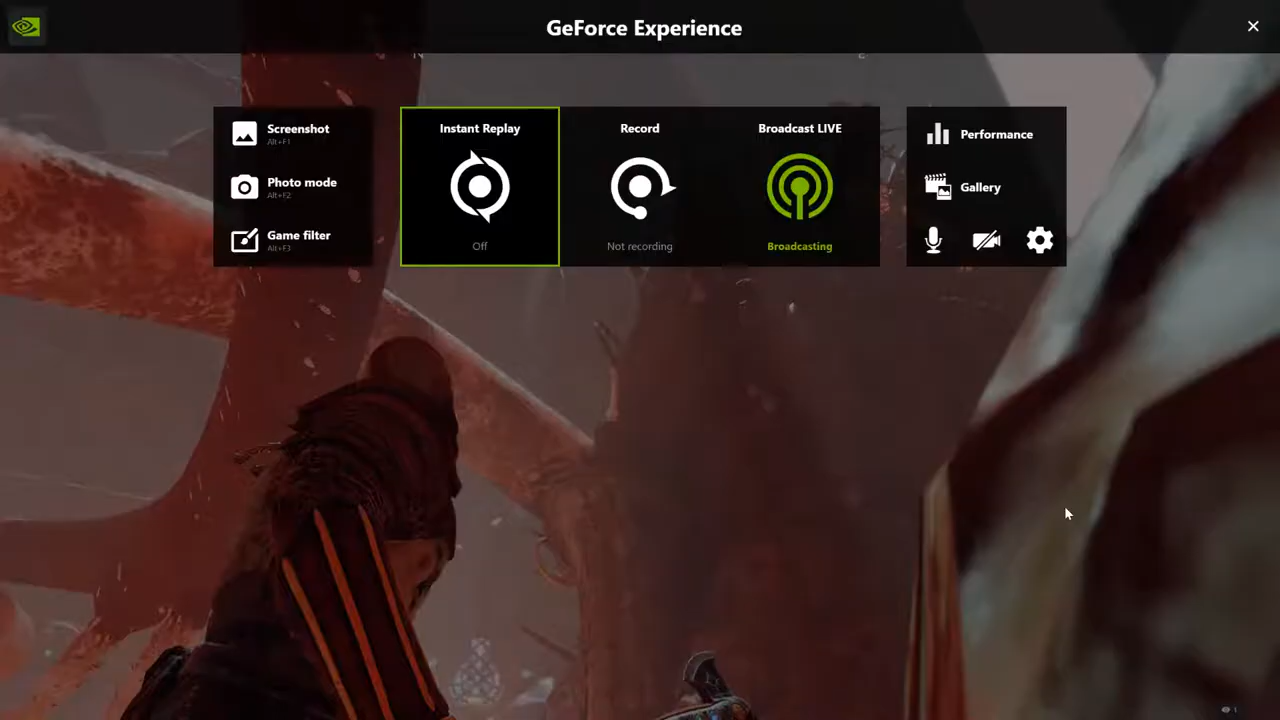 GeForce Experience
Screenshot
Alt+F1
Photo mode
Alt+F2
Game filter
Alt+F3
Instant Replay
Off
Record
Not recording
Broadcast LIVE
Broadcasting
Performance
Gallery